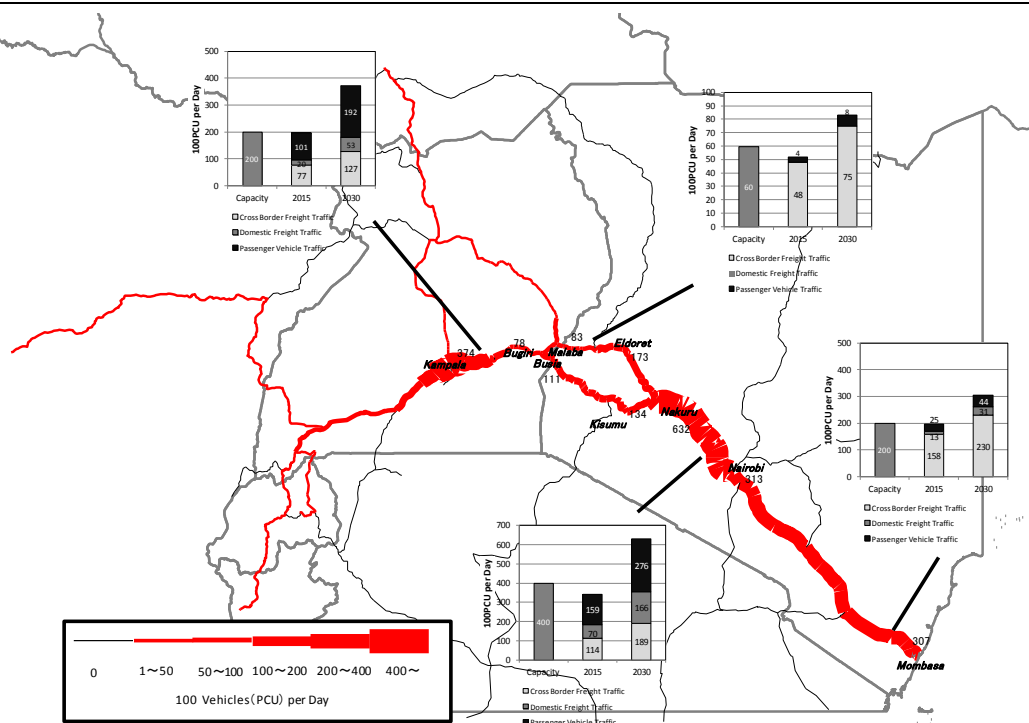 500
400
300
200
100
0
100PCU per Day
200
101
20
77
192
53
127
Capacity 2015 2030
Cross Border Freight Traffic
Domestic Freight Traffic
Passenger Vehicle Traffic
100
90
80
70
60
50
40
30
20
10
0
100PCU per Day
60
4
48
8
75
Capacity 2015 2030
Cross Border Freight Traffic
Domestic Freight Traffic
Passenger Vehicle Traffic
374
Kampala
78
Bugiri
Malaba
Busia
83
Eldoret
173
111
Kisumu
134
Nakuru
632
Nairobi
313
307
Mombasa
500
400
300
200
100
0
100PCU per Day
200
25
13
158
44
31
230
Capacity 2015 2030
Cross Border Freight Traffic
Domestic Freight Traffic
Passenger Vehicle Traffic
700
600
500
400
300
200
100
0
100PCU per Day
400
159
70
114
276
166
189
Capacity 2015 2030
Cross Border Freight Traffic
Domestic Freight Traffic
Passenger Vehicle Traffic
0 1～50 50～100 100～200 200～400 400～
100 Vehicles(PCU) per Day